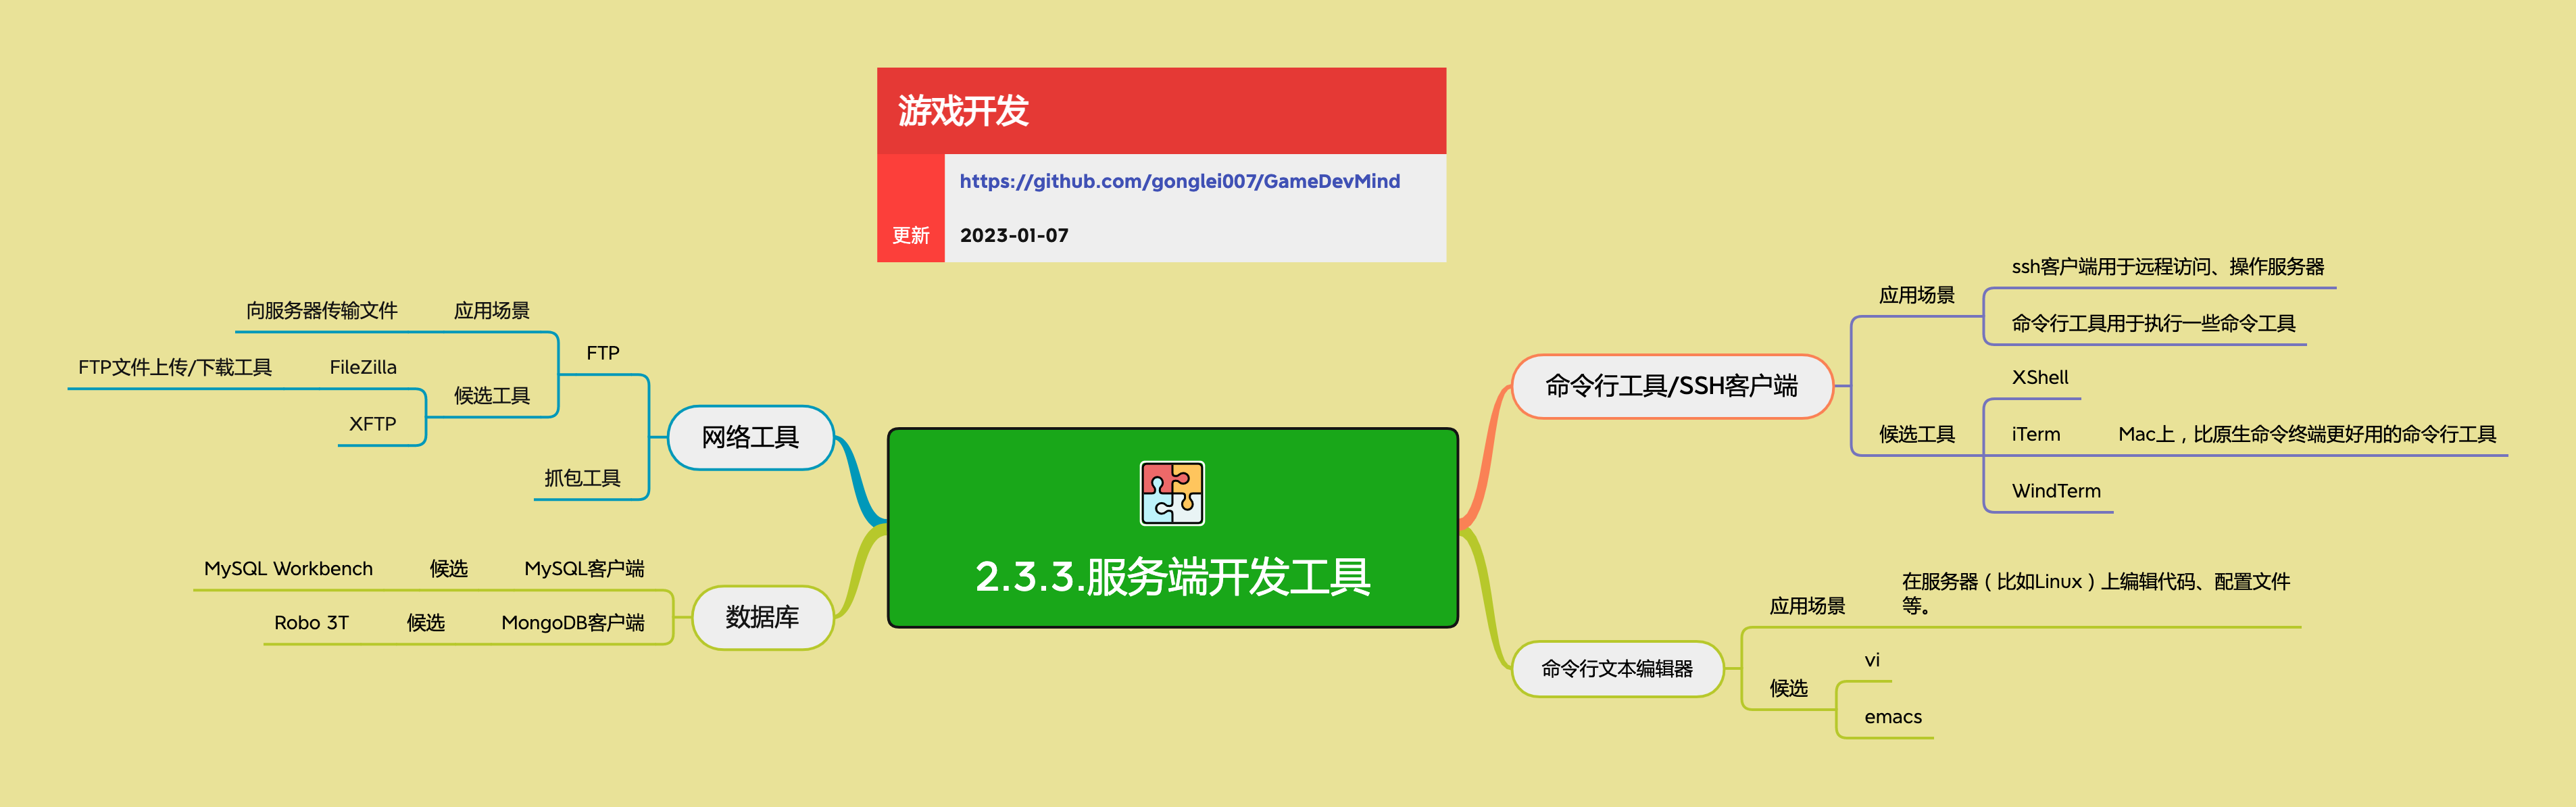 游戏开发
https://github.com/gonglei007/GameDevMind
更新 2023-01-07
2.3.3.服务端开发工具
命令行工具/SSH客户端
应用场景
ssh客户端用于远程访问、操作服务器
命令行工具用于执行一些命令工具
候选工具
XShell
iTerm
Mac上，比原生命令终端更好用的命令行工具
WindTerm
命令行文本编辑器
应用场景
在服务器（比如Linux）上编辑代码、配置文件
等。
候选
vi
emacs
网络工具
FTP
应用场景
向服务器传输文件
候选工具
FileZilla
FTP文件上传/下载工具
XFTP
抓包工具
数据库
MySQL客户端
候选
MySQL Workbench
MongoDB客户端
候选
Robo 3T